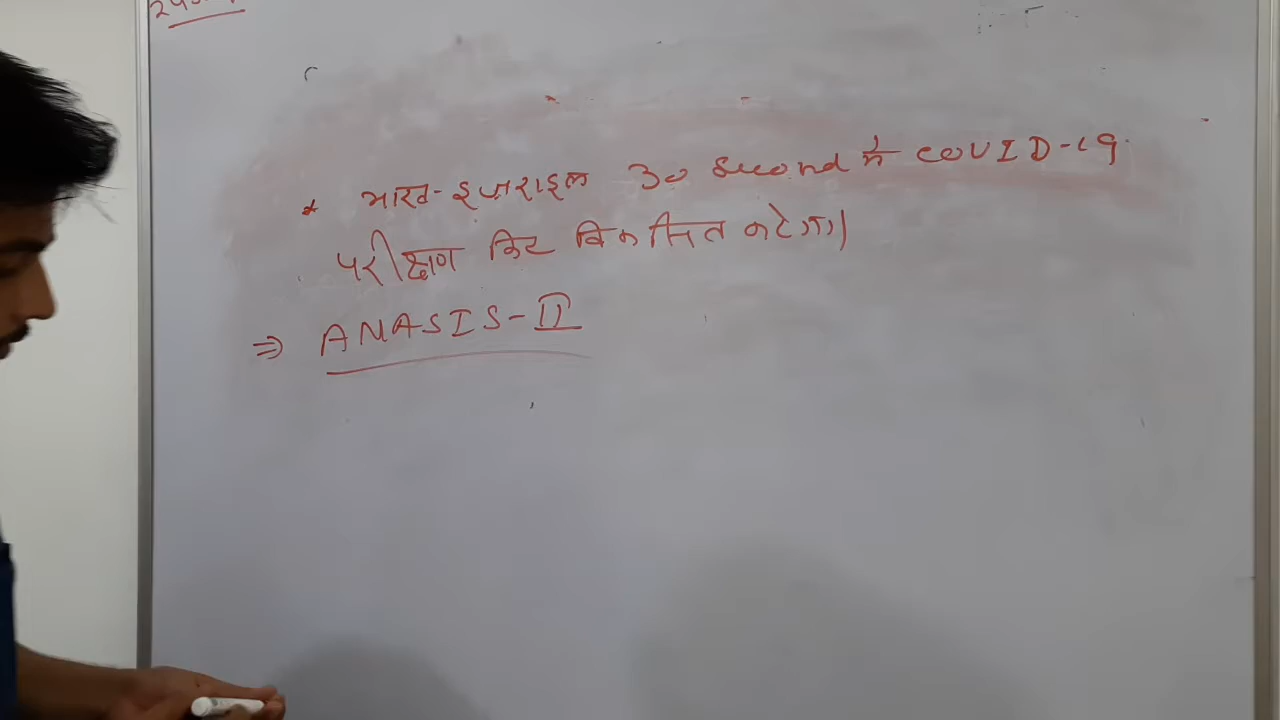 * भारत-इजराइल 30 Second में COVID-19
परीक्षण किट विकसित करेगा।
⇒ ANASIS-II